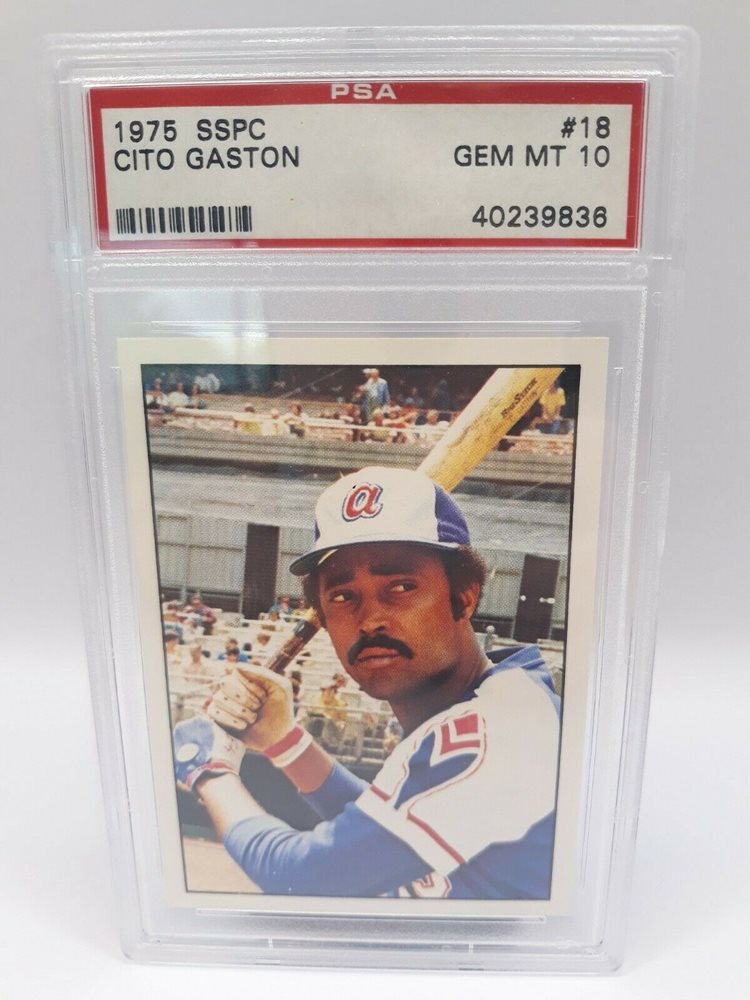 PSA
1975 SSPC #18
CITO GASTON GEM MT 10
40239836
a